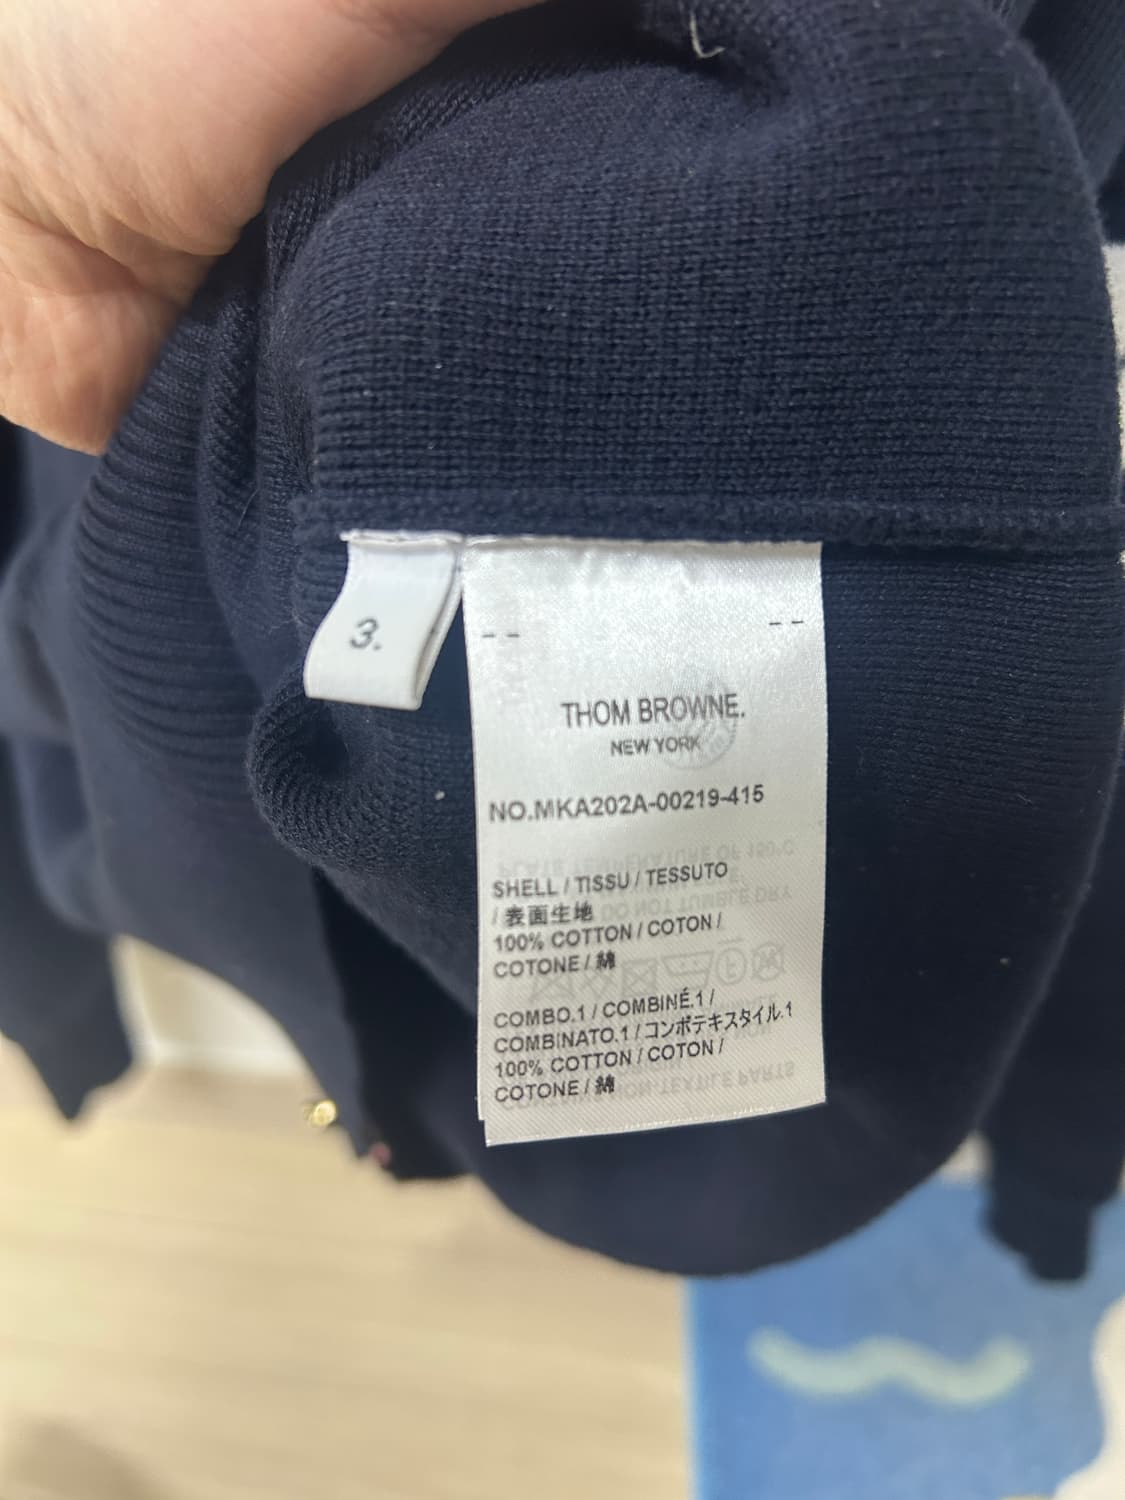 3.
-- --
THOM BROWNE.
NEW YORK
NO.MKA202A-00219-415
SHELL / TISSU / TESSUTO
/ 表面生地
100% COTTON / COTON /
COTONE / 綿
COMBO.1 / COMBINÉ.1 /
COMBINATO.1 / コンボテキスタイル.1
100% COTTON / COTON /
COTONE / 綿